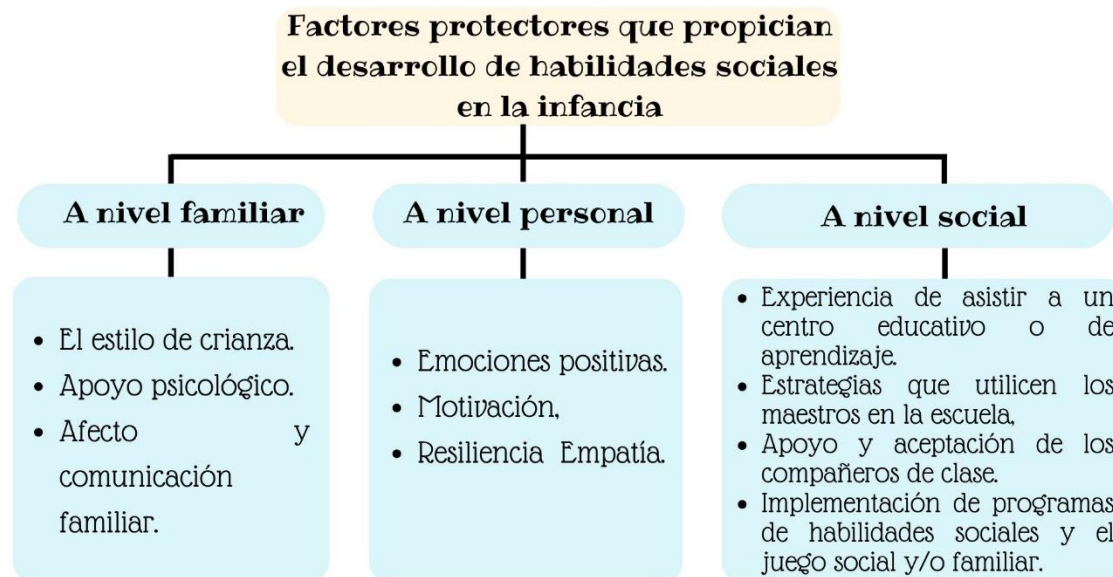 Factores protectores que propician
el desarrollo de habilidades sociales
en la infancia
A nivel familiar
• El estilo de crianza.
• Apoyo psicológico.
• Afecto y
comunicación
familiar.
A nivel personal
• Emociones positivas.
• Motivación,
• Resiliencia Empatía.
A nivel social
• Experiencia de asistir a un
centro educativo o de
aprendizaje.
• Estrategias que utilicen los
maestros en la escuela,
• Apoyo y aceptación de los
compañeros de clase.
• Implementación de programas
de habilidades sociales y el
juego social y/o familiar.